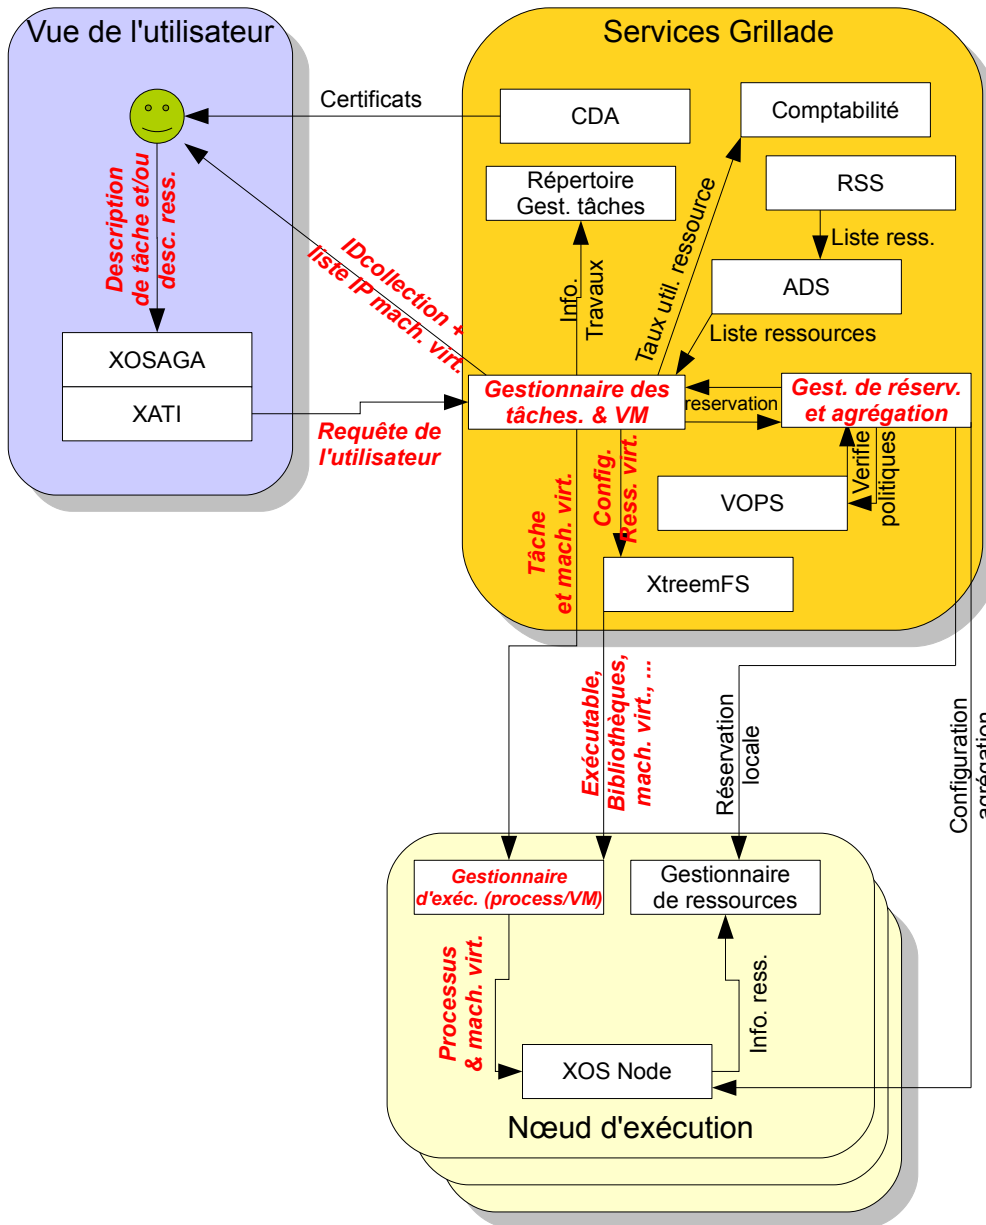 Vue de l'utilisateur
Services Grillade
Certificats
CDA
Comptabilité
Répertoire
Gest. tâches
RSS
Description
de tâche et/ou
desc. ress.
IDcollection +
liste IP mach. virt.
Info.
Travaux
Taux util. ressource
Liste ress.
ADS
Liste ressources
XOSAGA
XATI
Requête de
l'utilisateur
Gestionnaire des
tâches. & VM
reservation
Gest. de réserv.
et agrégation
Verifie
politiques
VOPS
Tâche
et mach. virt.
Config.
Ress. virt.
XtreemFS
Exécutable,
Bibliothèques,
mach. virt., ...
Réservation
locale
Configuration
agrégation
Gestionnaire
d'exéc. (process/VM)
Gestionnaire
de ressources
Processus
& mach. virt.
Info. ress.
XOS Node
Nœud d'exécution